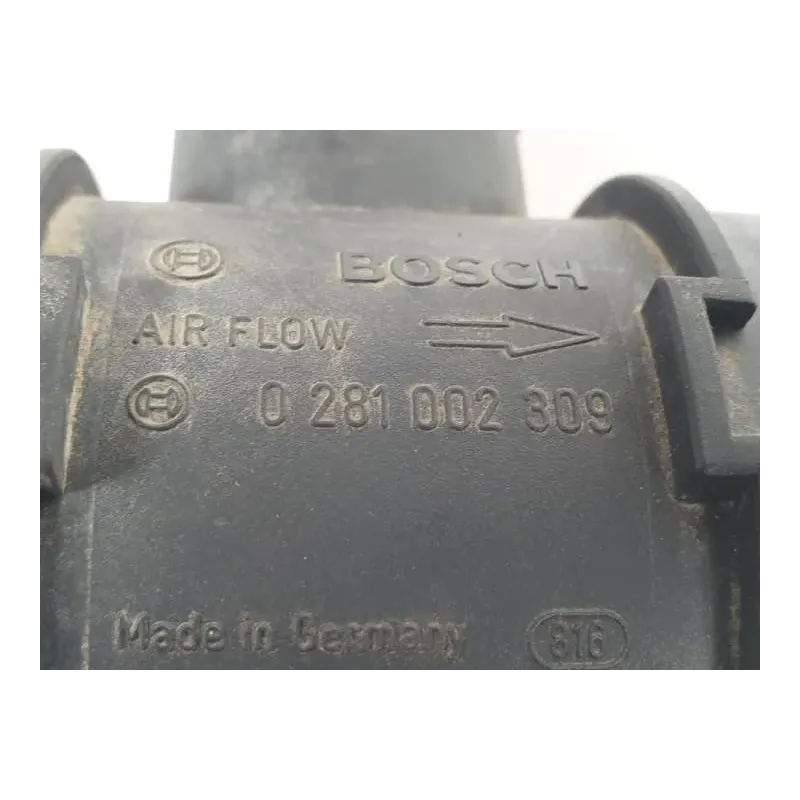 BOSCH
AIR FLOW
0 281 002 309
Made in Germany 816